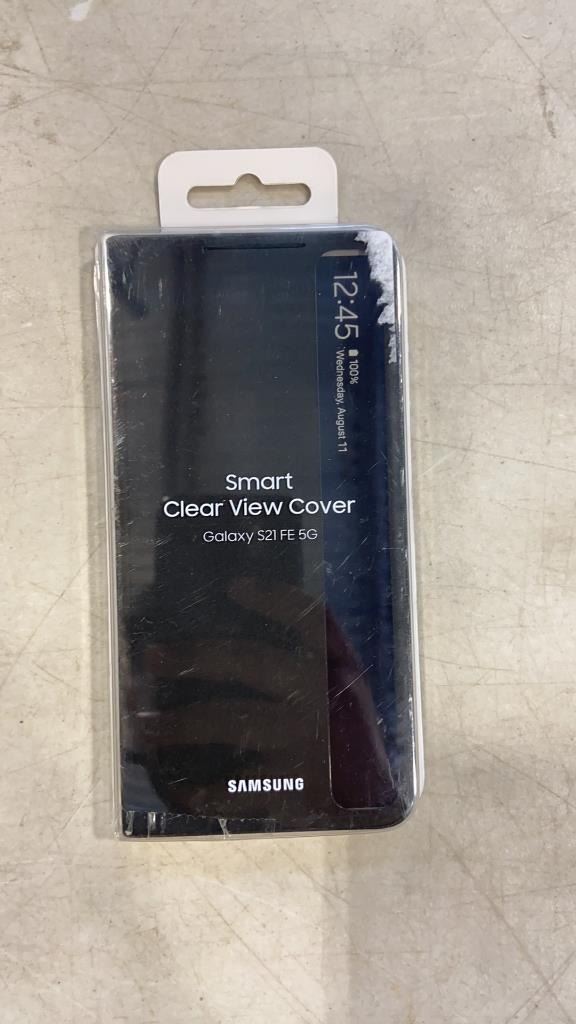 12:45
100%
Wednesday, August 11
Smart
Clear View Cover
Galaxy S21 FE 5G
SAMSUNG